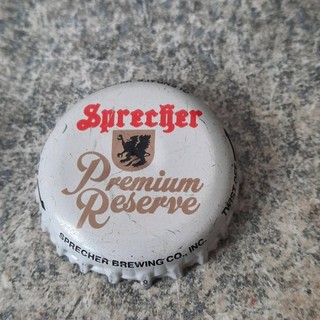 Sprecher
Premium
Reserve
SPRECHER BREWING CO., INC.